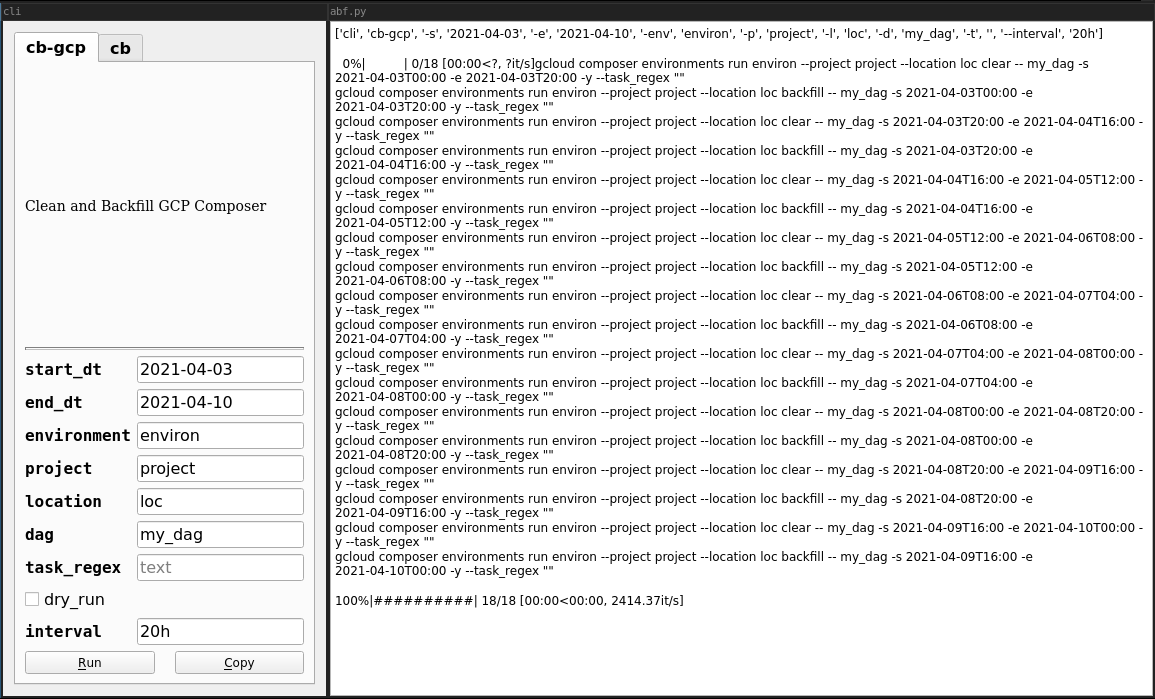 cli
abf.py
cb-gcp
cb
Clean and Backfill GCP Composer
start_dt 2021-04-03
end_dt 2021-04-10
environment environ
project project
location loc
dag my_dag
task_regex text
dry_run
interval 20h
Run
Copy
['cli', 'cb-gcp', '-s', '2021-04-03', '-e', '2021-04-10', '-env', 'environ', '-p', 'project', '-l', 'loc', '-d', 'my_dag', '-t', '', '--interval', '20h']
0%| | 0/18 [00:00<?, ?it/s]gcloud composer environments run environ --project project --location loc clear -- my_dag -s
2021-04-03T00:00 -e 2021-04-03T20:00 -y --task_regex ""
gcloud composer environments run environ --project project --location loc backfill -- my_dag -s 2021-04-03T00:00 -e
2021-04-03T20:00 -y --task_regex ""
gcloud composer environments run environ --project project --location loc clear -- my_dag -s 2021-04-03T20:00 -e 2021-04-04T16:00 -
y --task_regex ""
gcloud composer environments run environ --project project --location loc backfill -- my_dag -s 2021-04-03T20:00 -e
2021-04-04T16:00 -y --task_regex ""
gcloud composer environments run environ --project project --location loc clear -- my_dag -s 2021-04-04T16:00 -e 2021-04-05T12:00 -
y --task_regex ""
gcloud composer environments run environ --project project --location loc backfill -- my_dag -s 2021-04-04T16:00 -e
2021-04-05T12:00 -y --task_regex ""
gcloud composer environments run environ --project project --location loc clear -- my_dag -s 2021-04-05T12:00 -e 2021-04-06T08:00 -
y --task_regex ""
gcloud composer environments run environ --project project --location loc backfill -- my_dag -s 2021-04-05T12:00 -e
2021-04-06T08:00 -y --task_regex ""
gcloud composer environments run environ --project project --location loc clear -- my_dag -s 2021-04-06T08:00 -e 2021-04-07T04:00 -
y --task_regex ""
gcloud composer environments run environ --project project --location loc backfill -- my_dag -s 2021-04-06T08:00 -e
2021-04-07T04:00 -y --task_regex ""
gcloud composer environments run environ --project project --location loc clear -- my_dag -s 2021-04-07T04:00 -e 2021-04-08T00:00 -
y --task_regex ""
gcloud composer environments run environ --project project --location loc backfill -- my_dag -s 2021-04-07T04:00 -e
2021-04-08T00:00 -y --task_regex ""
gcloud composer environments run environ --project project --location loc clear -- my_dag -s 2021-04-08T00:00 -e 2021-04-08T20:00 -
y --task_regex ""
gcloud composer environments run environ --project project --location loc backfill -- my_dag -s 2021-04-08T00:00 -e
2021-04-08T20:00 -y --task_regex ""
gcloud composer environments run environ --project project --location loc clear -- my_dag -s 2021-04-08T20:00 -e 2021-04-09T16:00 -
y --task_regex ""
gcloud composer environments run environ --project project --location loc backfill -- my_dag -s 2021-04-08T20:00 -e
2021-04-09T16:00 -y --task_regex ""
gcloud composer environments run environ --project project --location loc clear -- my_dag -s 2021-04-09T16:00 -e 2021-04-10T00:00 -
y --task_regex ""
gcloud composer environments run environ --project project --location loc backfill -- my_dag -s 2021-04-09T16:00 -e
2021-04-10T00:00 -y --task_regex ""
100%|##########| 18/18 [00:00<00:00, 2414.37it/s]